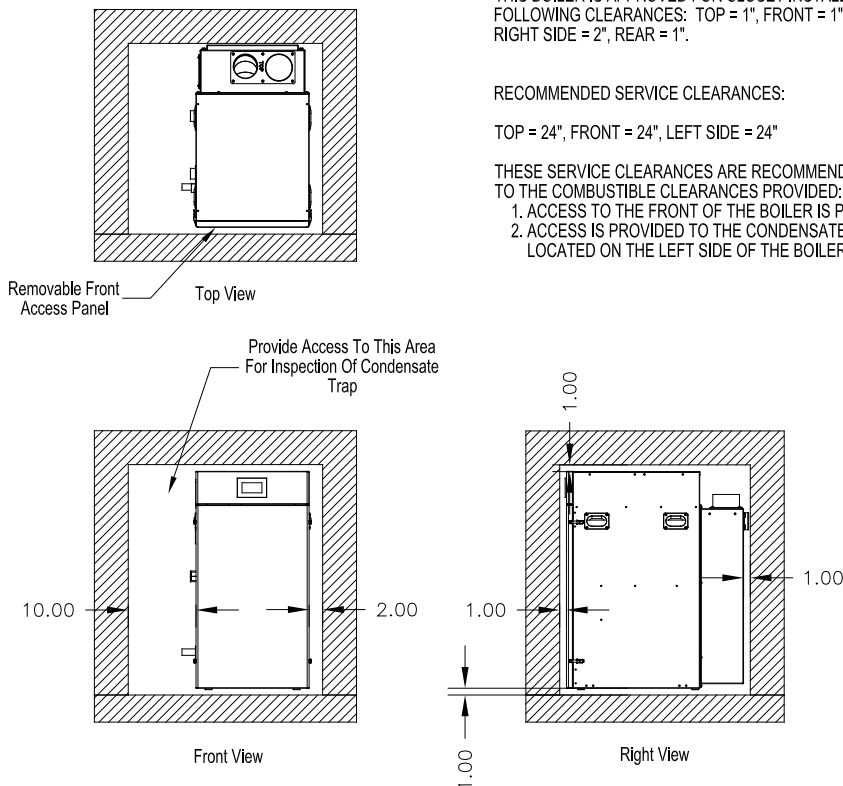 FOLLOWING CLEARANCES: TOP = 1", FRONT = 1"
RIGHT SIDE = 2", REAR = 1".
RECOMMENDED SERVICE CLEARANCES:
TOP = 24", FRONT = 24", LEFT SIDE = 24"
THESE SERVICE CLEARANCES ARE
TO THE COMBUSTIBLE CLEARANCES PROVIDED:
1. ACCESS TO THE FRONT OF THE BOILER IS
2. ACCESS IS PROVIDED TO THE CONDENSATE
LOCATED ON THE LEFT SIDE OF THE BOILER
Removable Front
Access Panel
Top View
Provide Access To This Area
For Inspection Of Condensate
Trap
1.00
10.00
2.00
1.00
1.00
1.00
Front View
Right View